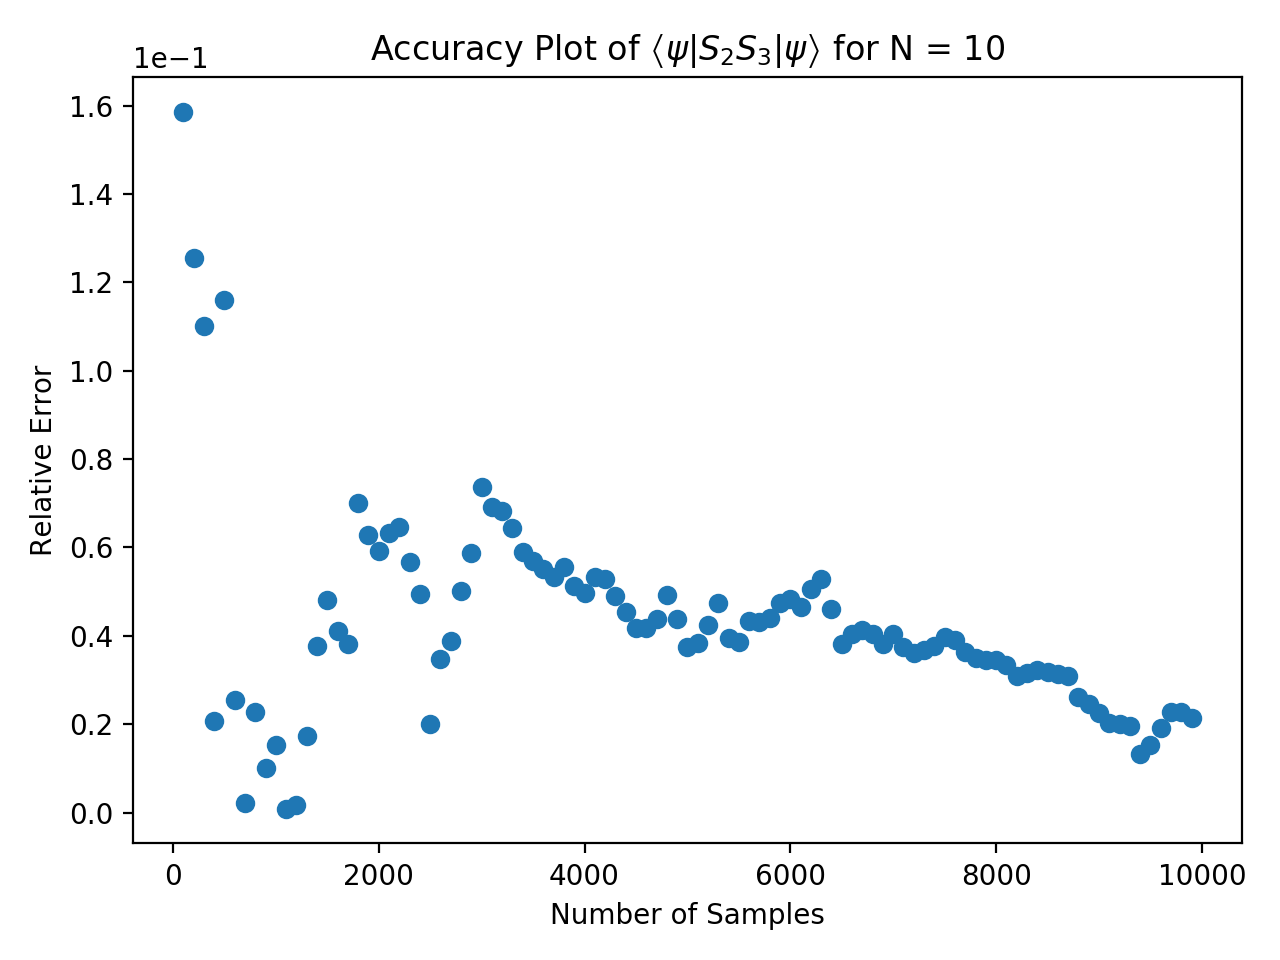 Accuracy Plot of ⟨ψ|S₂S₃|ψ⟩ for N = 10
1e−1
1.6
1.4
1.2
1.0
0.8
0.6
0.4
0.2
0.0
Relative Error
0 2000 4000 6000 8000 10000
Number of Samples